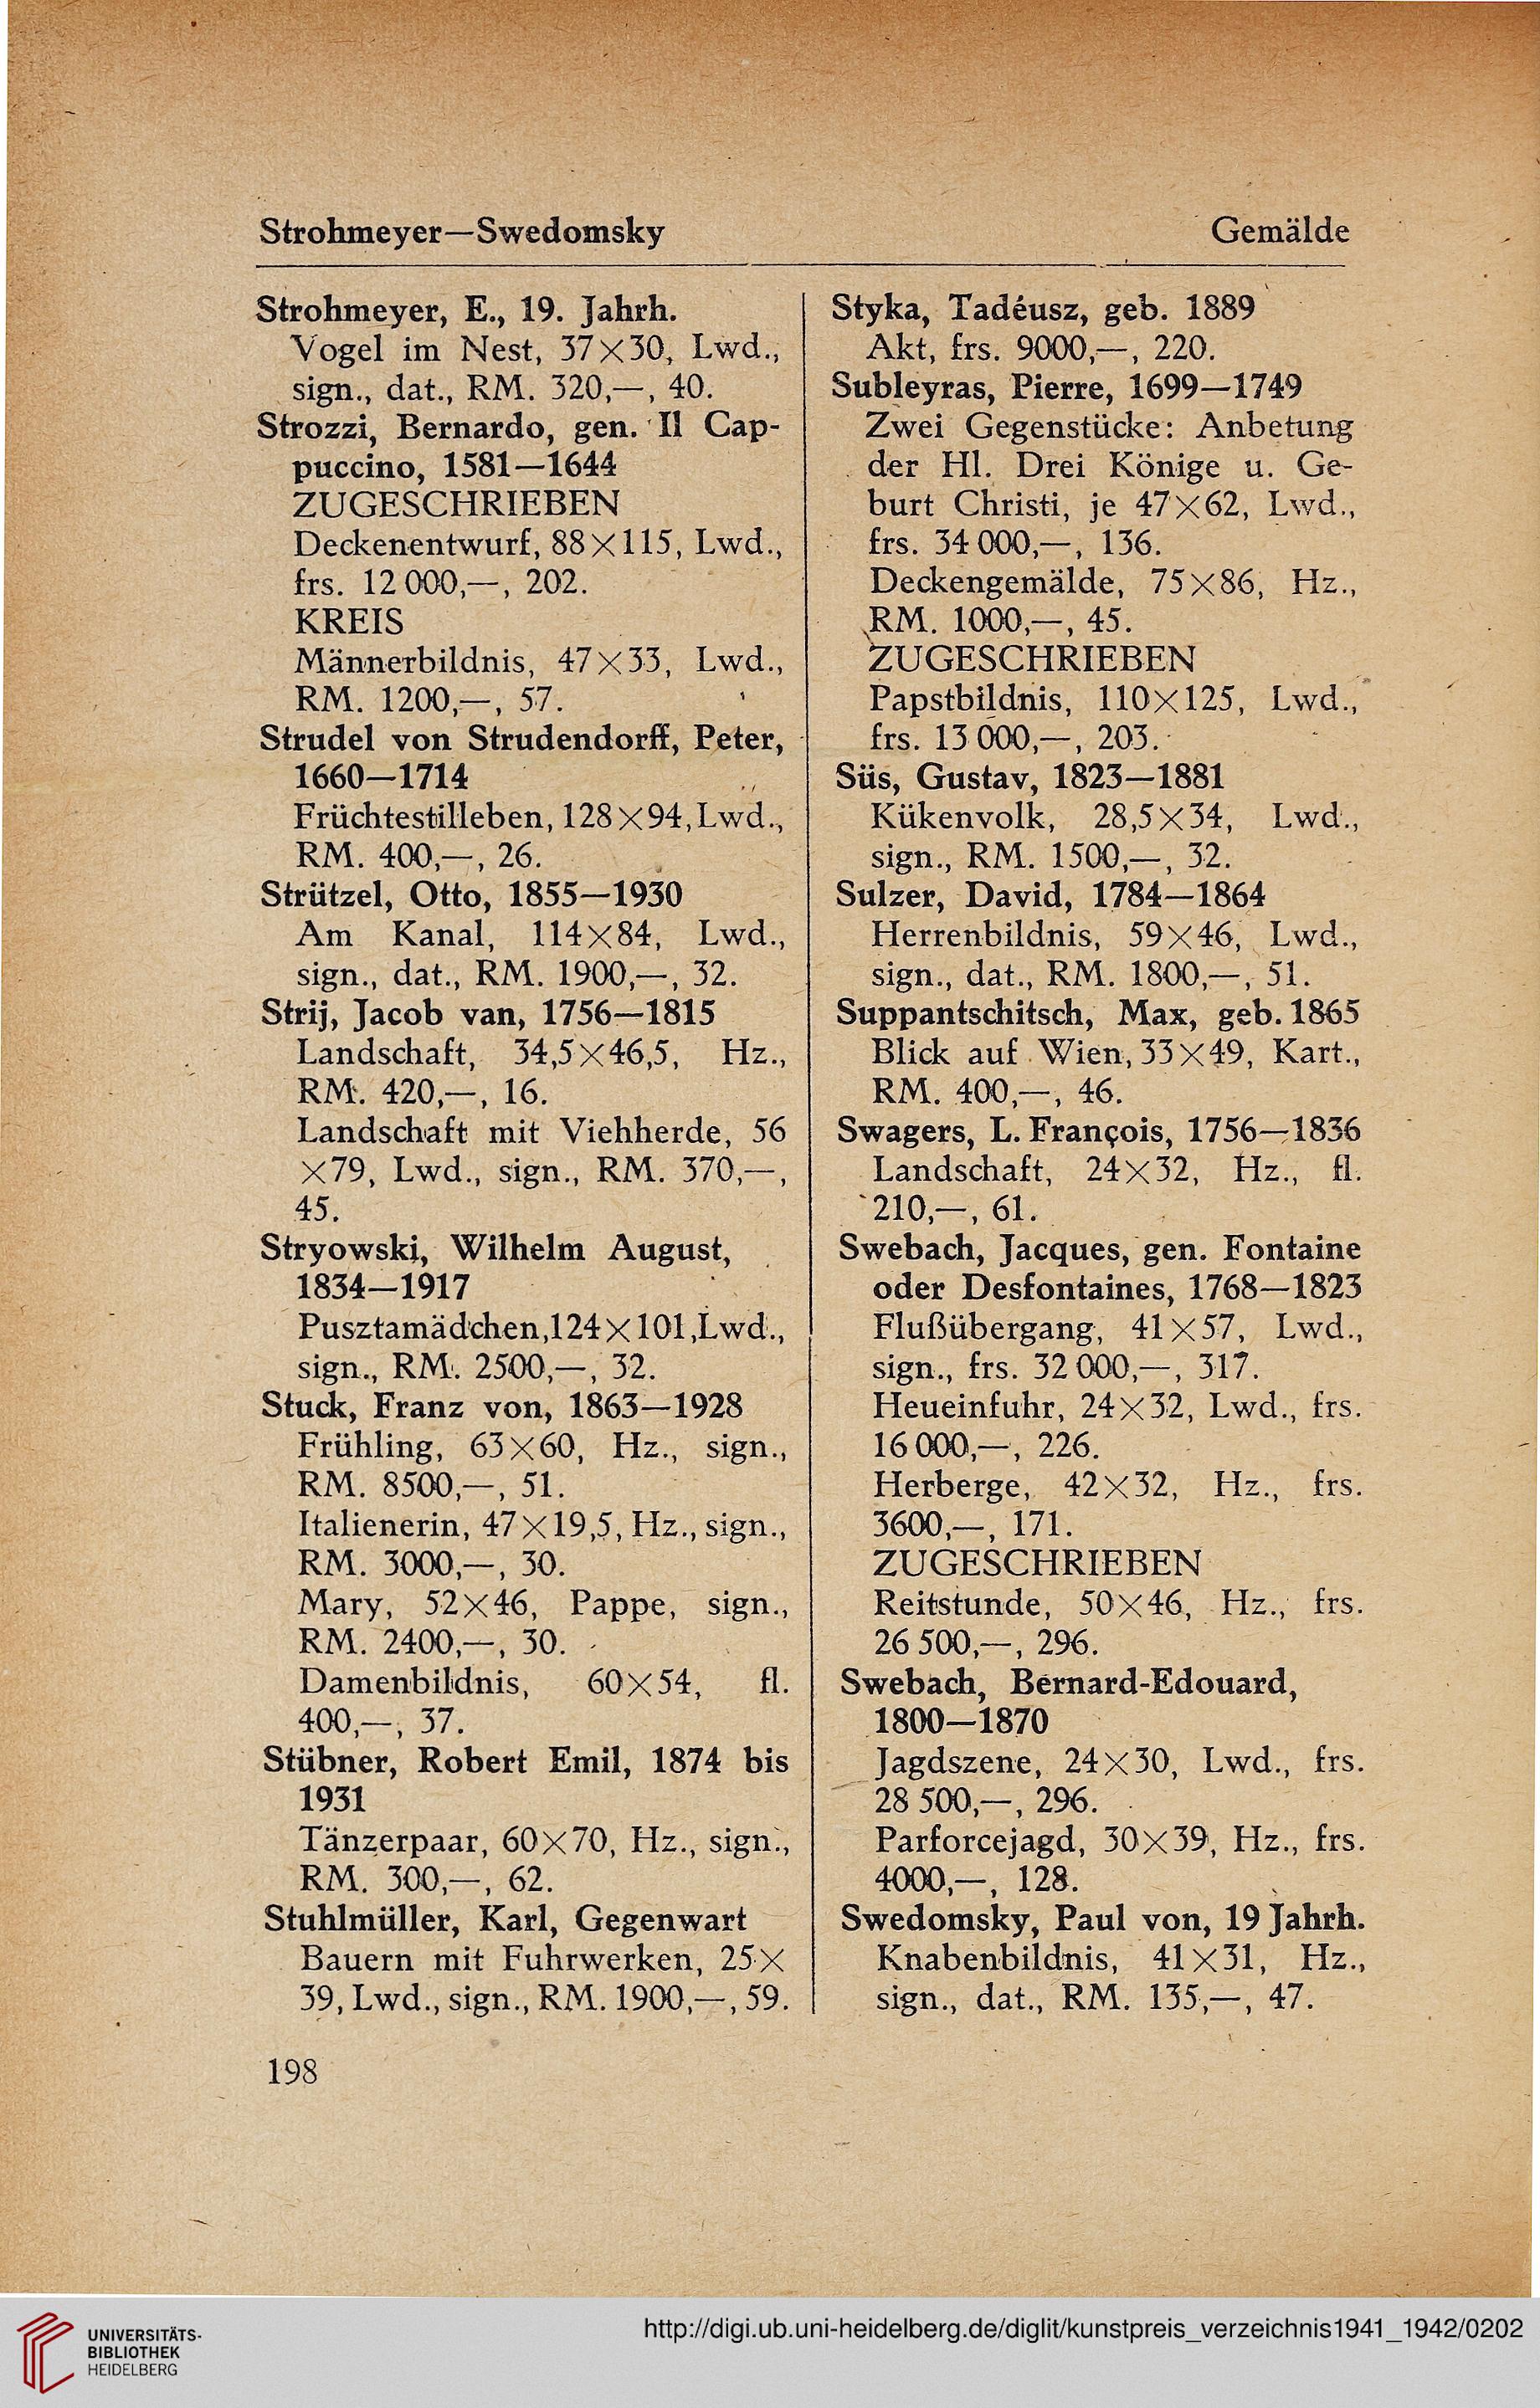 Strohmeyer—Swedomsky
Gemälde
Strohmeyer, E., 19. Jahrh.
Vogel im Nest, 37×30, Lwd.,
sign., dat., RM. 320,—, 40.
Strozzi, Bernardo, gen. Il Cap-
puccino, 1581—1644
ZUGESCHRIEBEN
Deckenentwurf, 88×115, Lwd.,
frs. 12 000,—, 202.
KREIS
Männerbildnis, 47×33, Lwd.,
RM. 1200,—, 57.
Strudel von Strudendorff, Peter,
1660—1714
Früchtestilleben, 128×94, Lwd.,
RM. 400,—, 26.
Strützel, Otto, 1855—1930
Am Kanal, 114×84, Lwd.,
sign., dat., RM. 1900,—, 32.
Strij, Jacob van, 1756—1815
Landschaft, 34,5×46,5, Hz.,
RM. 420,—, 16.
Landschaft mit Viehherde, 56
×79, Lwd., sign., RM. 370,—,
45.
Stryowski, Wilhelm August,
1834—1917
Pusztamädchen,124×101,Lwd.,
sign., RM. 2500,—, 32.
Stuck, Franz von, 1863—1928
Frühling, 63×60, Hz., sign.,
RM. 8500,—, 51.
Italienerin, 47×19,5, Hz., sign.,
RM. 3000,—, 30.
Mary, 52×46, Pappe, sign.,
RM. 2400,—, 30.
Damenbildnis, 60×54, fl.
400,—, 37.
Stübner, Robert Emil, 1874 bis
1931
Tänzerpaar, 60×70, Hz., sign.,
RM. 300,—, 62.
Stuhlmüller, Karl, Gegenwart
Bauern mit Fuhrwerken, 25×
39, Lwd., sign., RM. 1900,—, 59.
Styka, Tadéusz, geb. 1889
Akt, frs. 9000,—, 220.
Subleyras, Pierre, 1699—1749
Zwei Gegenstücke: Anbetung
der Hl. Drei Könige u. Ge-
burt Christi, je 47×62, Lwd.,
frs. 34 000,—, 136.
Deckengemälde, 75×86, Hz.,
RM. 1000,—, 45.
ZUGESCHRIEBEN
Papstbildnis, 110×125, Lwd.,
frs. 13 000,—, 203.
Süs, Gustav, 1823—1881
Kükenvolk, 28,5×34, Lwd.,
sign., RM. 1500,—, 32.
Sulzer, David, 1784—1864
Herrenbildnis, 59×46, Lwd.,
sign., dat., RM. 1800,—, 51.
Suppantschitsch, Max, geb. 1865
Blick auf Wien, 33×49, Kart.,
RM. 400,—, 46.
Swagers, L. François, 1756—1836
Landschaft, 24×32, Hz., fl.
210,—, 61.
Swebach, Jacques, gen. Fontaine
oder Desfontaines, 1768—1823
Flußübergang, 41×57, Lwd.,
sign., frs. 32 000,—, 317.
Heueinfuhr, 24×32, Lwd., frs.
16 000,—, 226.
Herberge, 42×32, Hz., frs.
3600,—, 171.
ZUGESCHRIEBEN
Reitstunde, 50×46, Hz., frs.
26 500,—, 296.
Swebach, Bernard-Edouard,
1800—1870
Jagdszene, 24×30, Lwd., frs.
28 500,—, 296.
Parforcejagd, 30×39, Hz., frs.
4000,—, 128.
Swedomsky, Paul von, 19 Jahrh.
Knabenbildnis, 41×31, Hz.,
sign., dat., RM. 135,—, 47.
198
UNIVERSITÄTS-
BIBLIOTHEK
HEIDELBERG
http://digi.ub.uni-heidelberg.de/diglit/kunstpreis_verzeichnis1941_1942/0202